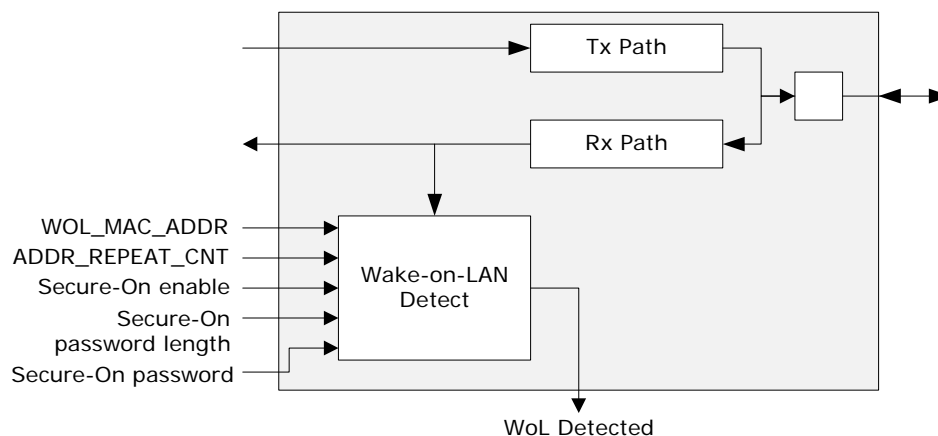 Tx Path
Rx Path
WOL_MAC_ADDR
ADDR_REPEAT_CNT
Secure-On enable
Secure-On
password length
Secure-On password
Wake-on-LAN
Detect
WoL Detected